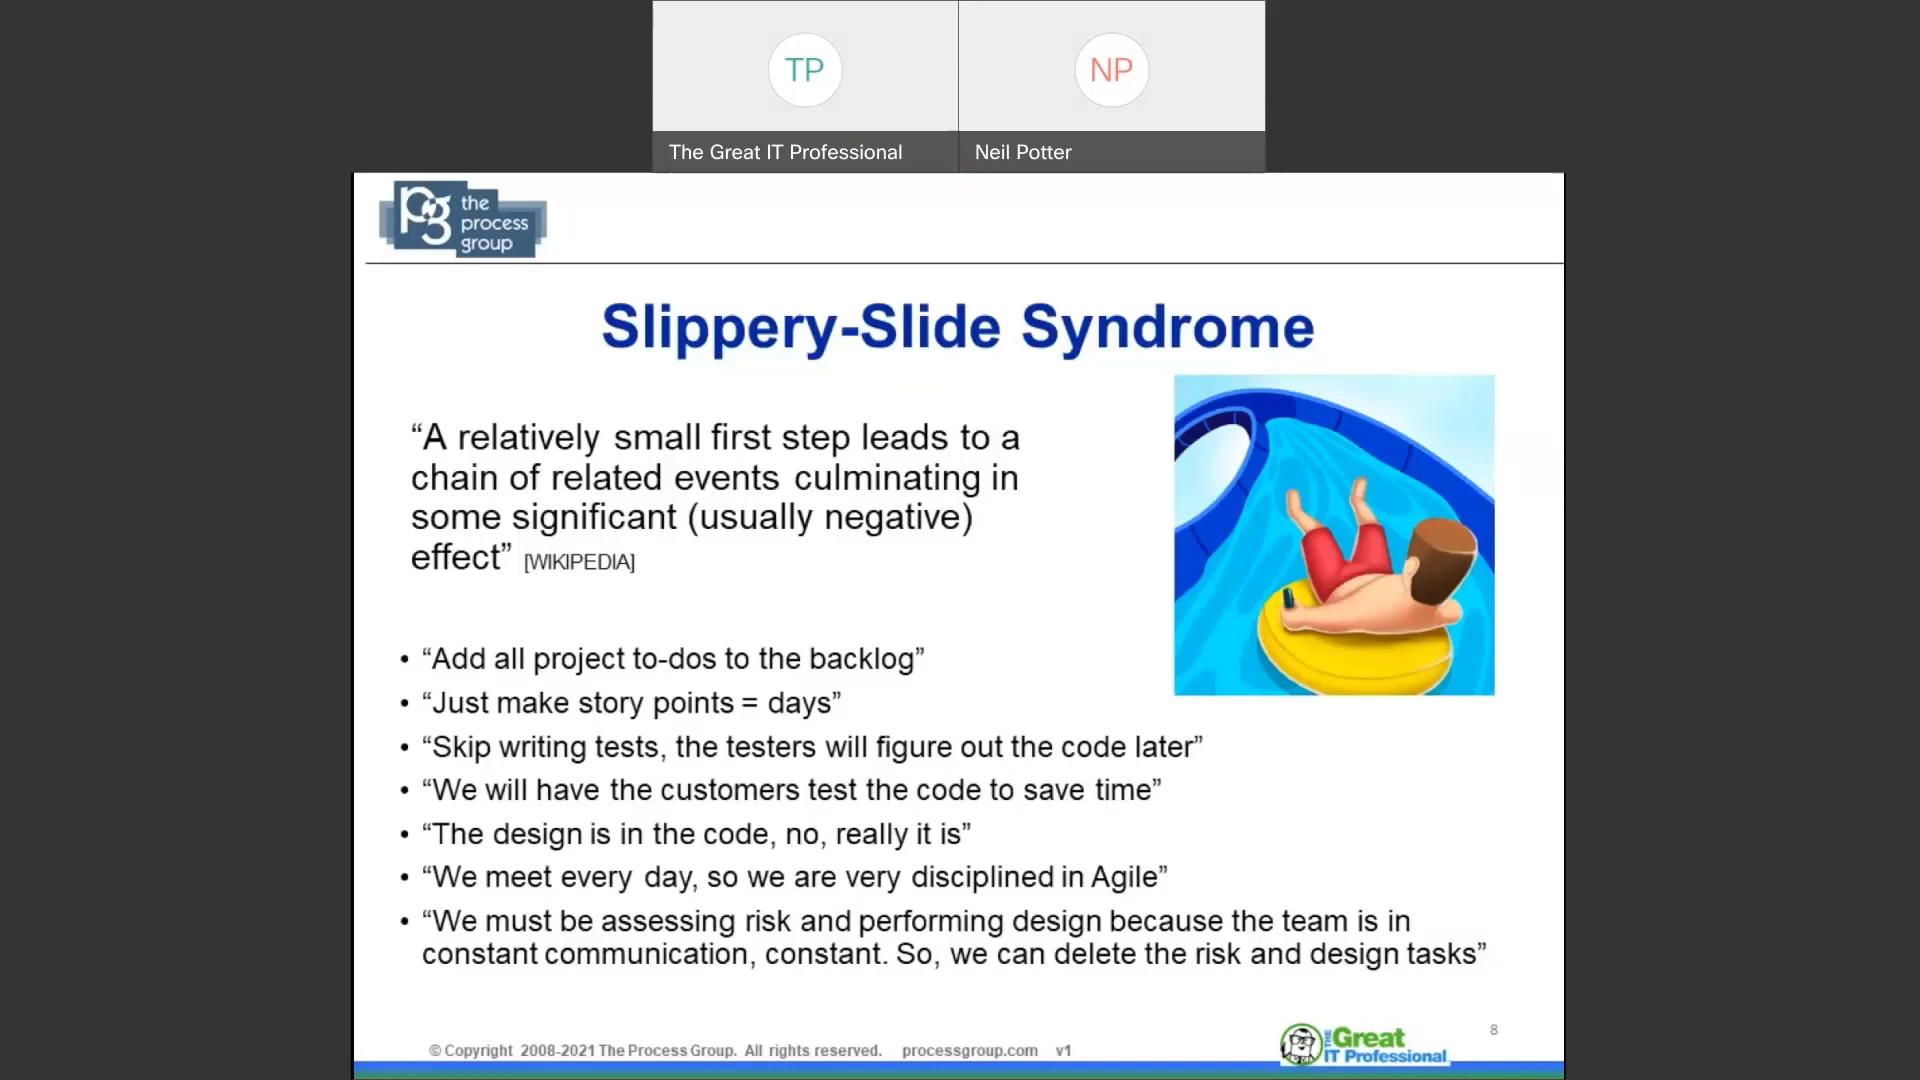 TP
NP
The Great IT Professional
Neil Potter
pg
the
process
group
Slippery-Slide Syndrome
“A relatively small first step leads to a
chain of related events culminating in
some significant (usually negative)
effect” [WIKIPEDIA]
• “Add all project to-dos to the backlog”
• “Just make story points = days”
• “Skip writing tests, the testers will figure out the code later”
• “We will have the customers test the code to save time”
• “The design is in the code, no, really it is”
• “We meet every day, so we are very disciplined in Agile”
• “We must be assessing risk and performing design because the team is in
constant communication, constant. So, we can delete the risk and design tasks”
© Copyright 2008-2021 The Process Group. All rights reserved. processgroup.com v1
THE Great
IT Professional
8